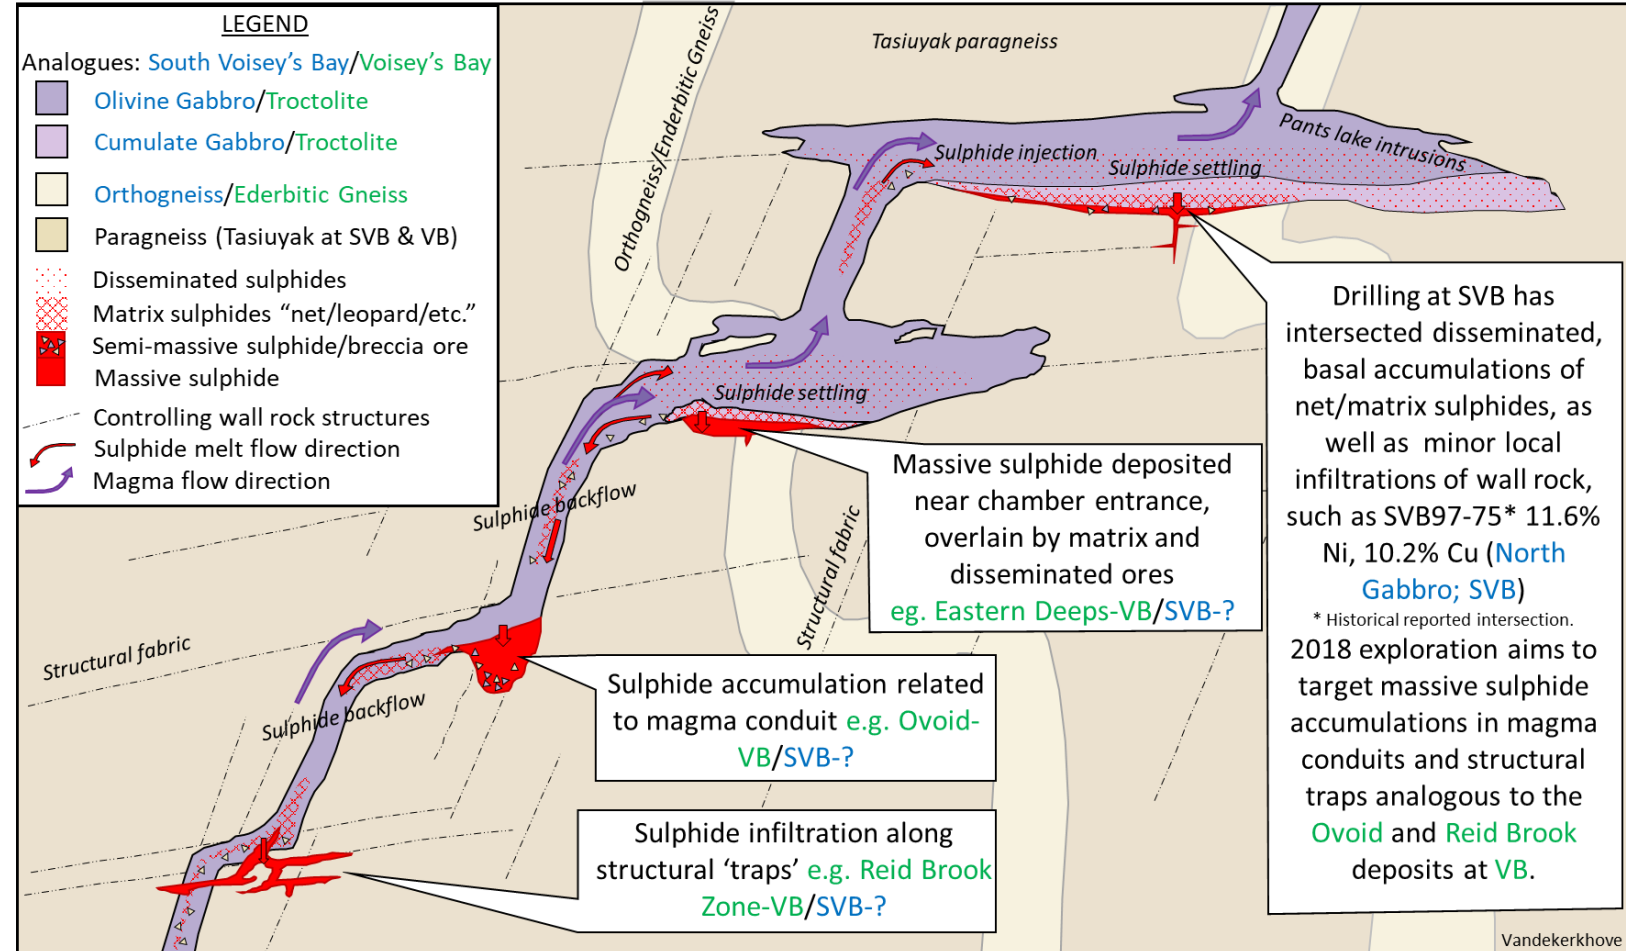 LEGEND
Analogues: South Voisey's Bay/Voisey's Bay
Olivine Gabbro/Troctolite
Cumulate Gabbro/Troctolite
Orthogneiss/Ederbitic Gneiss
Paragneiss (Tasiuyak at SVB & VB)
Disseminated sulphides
Matrix sulphides “net/leopard/etc.”
Semi-massive sulphide/breccia ore
Massive sulphide
Controlling wall rock structures
Sulphide melt flow direction
Magma flow direction
Orthogneiss/Enderbitic Gneiss
Tasiuyak paragneiss
Pants lake intrusions
Sulphide injection
Sulphide settling
Sulphide settling
Sulphide backflow
Structural fabric
Structural fabric
Sulphide backflow
Massive sulphide deposited
near chamber entrance,
overlain by matrix and
disseminated ores
eg. Eastern Deeps-VB/SVB-?
Sulphide accumulation related
to magma conduit e.g. Ovoid-
VB/SVB-?
Sulphide infiltration along
structural ‘traps’ e.g. Reid Brook
Zone-VB/SVB-?
Drilling at SVB has
intersected disseminated,
basal accumulations of
net/matrix sulphides, as
well as minor local
infiltrations of wall rock,
such as SVB97-75* 11.6%
Ni, 10.2% Cu (North
Gabbro; SVB)
* Historical reported intersection.
2018 exploration aims to
target massive sulphide
accumulations in magma
conduits and structural
traps analogous to the
Ovoid and Reid Brook
deposits at VB.
Vandekerkhove